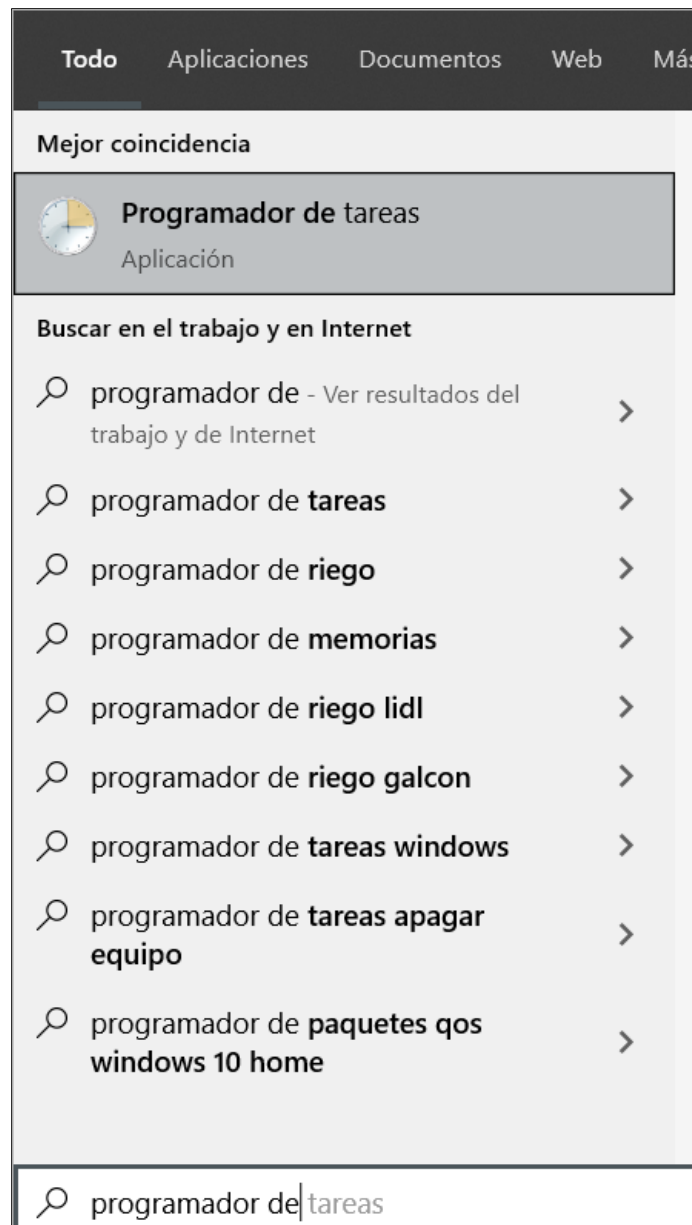 Todo Aplicaciones Documentos Web Más
Mejor coincidencia
Programador de tareas
Aplicación
Buscar en el trabajo y en Internet
programador de - Ver resultados del
trabajo y de Internet
programador de tareas
programador de riego
programador de memorias
programador de riego lidl
programador de riego galcon
programador de tareas windows
programador de tareas apagar
equipo
programador de paquetes qos
windows 10 home
programador de tareas